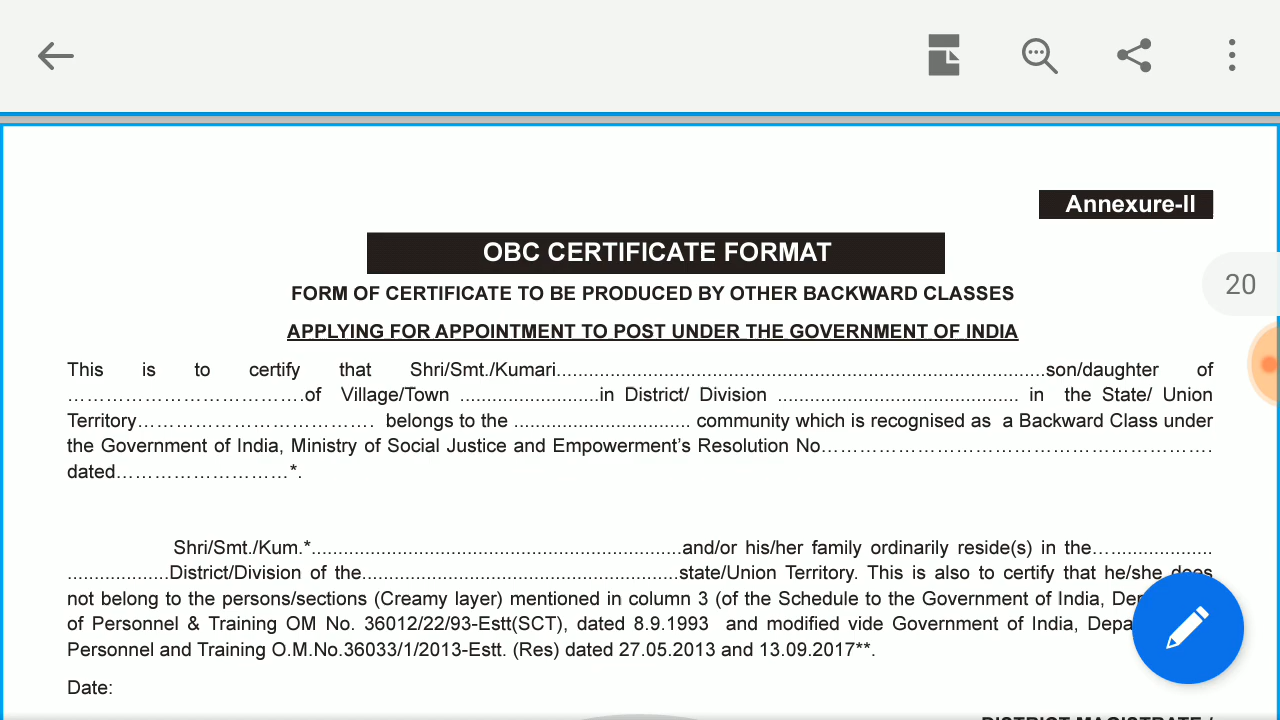 Annexure-II
OBC CERTIFICATE FORMAT
20
FORM OF CERTIFICATE TO BE PRODUCED BY OTHER BACKWARD CLASSES
APPLYING FOR APPOINTMENT TO POST UNDER THE GOVERNMENT OF INDIA
This is to certify that Shri/Smt./Kumari...........................................................................................son/daughter of
……………………………….of Village/Town ..........................in District/ Division ............................................. in the State/ Union
Territory………………………………. belongs to the ................................. community which is recognised as a Backward Class under
the Government of India, Ministry of Social Justice and Empowerment’s Resolution No…………………………………………………….
dated………………………*.
Shri/Smt./Kum.*.....................................................................and/or his/her family ordinarily reside(s) in the…..................
...................District/Division of the...........................................................state/Union Territory. This is also to certify that he/she does
not belong to the persons/sections (Creamy layer) mentioned in column 3 (of the Schedule to the Government of India,
of Personnel & Training OM No. 36012/22/93-Estt(SCT), dated 8.9.1993 and modified vide Government of India,
Personnel and Training O.M.No.36033/1/2013-Estt. (Res) dated 27.05.2013 and 13.09.2017**.
Date:
DISTRICT MAGISTRATE /